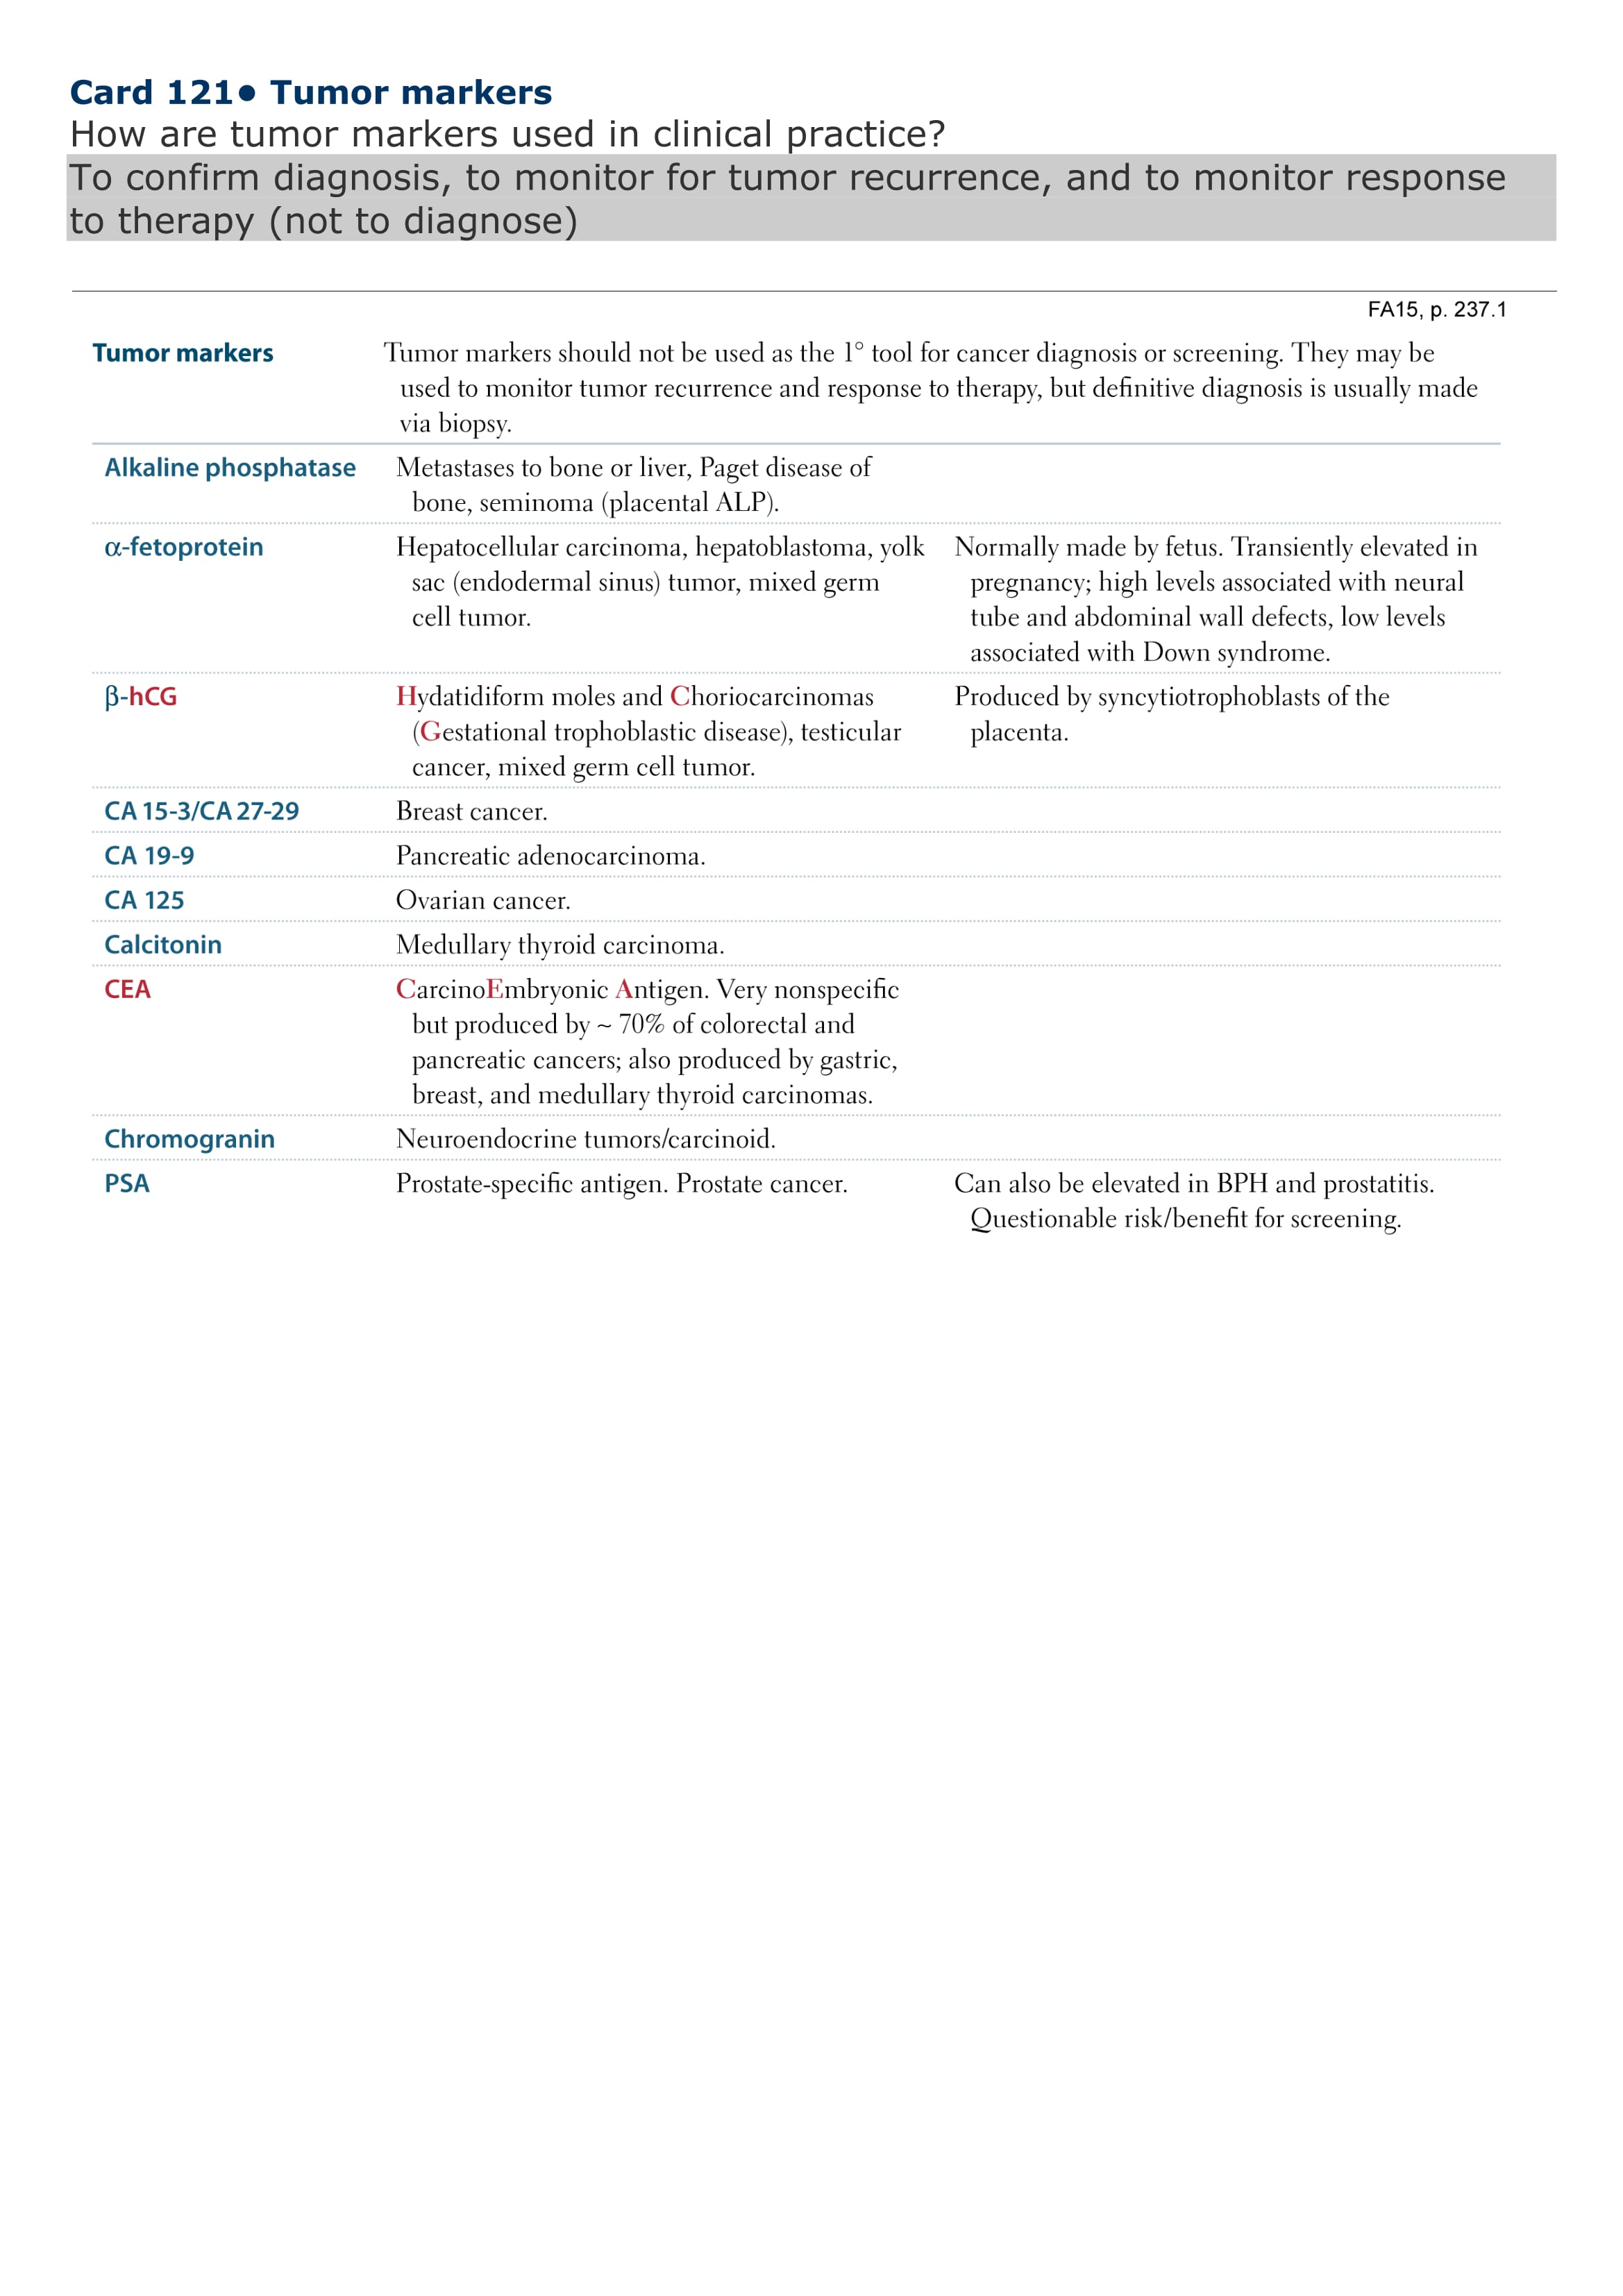 Card 121● Tumor markers
How are tumor markers used in clinical practice?
To confirm diagnosis, to monitor for tumor recurrence, and to monitor response
to therapy (not to diagnose)
FA15, p. 237.1
Tumor markers Tumor markers should not be used as the 1° tool for cancer diagnosis or screening. They may be
used to monitor tumor recurrence and response to therapy, but definitive diagnosis is usually made
via biopsy.
Alkaline phosphatase Metastases to bone or liver, Paget disease of
bone, seminoma (placental ALP).
α-fetoprotein Hepatocellular carcinoma, hepatoblastoma, yolk
sac (endodermal sinus) tumor, mixed germ
cell tumor.
Normally made by fetus. Transiently elevated in
pregnancy; high levels associated with neural
tube and abdominal wall defects, low levels
associated with Down syndrome.
β-hCG Hydatidiform moles and Choriocarcinomas
(Gestational trophoblastic disease), testicular
cancer, mixed germ cell tumor.
Produced by syncytiotrophoblasts of the
placenta.
CA 15-3/CA 27-29 Breast cancer.
CA 19-9 Pancreatic adenocarcinoma.
CA 125 Ovarian cancer.
Calcitonin Medullary thyroid carcinoma.
CEA CarcinoEmbryonic Antigen. Very nonspecific
but produced by ~ 70% of colorectal and
pancreatic cancers; also produced by gastric,
breast, and medullary thyroid carcinomas.
Chromogranin Neuroendocrine tumors/carcinoid.
PSA Prostate-specific antigen. Prostate cancer.
Can also be elevated in BPH and prostatitis.
Questionable risk/benefit for screening.